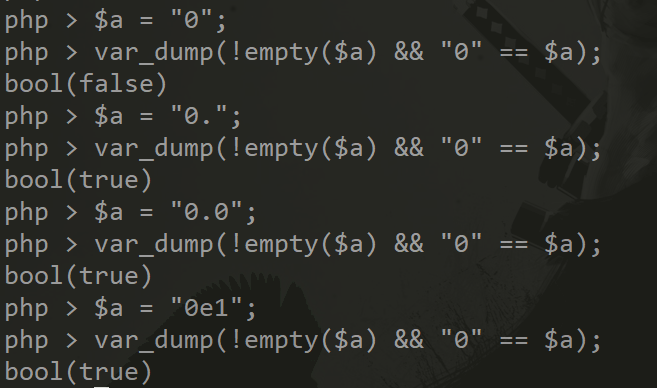 php > $a = "0";
php > var_dump(!empty($a) && "0" == $a);
bool(false)
php > $a = "0.";
php > var_dump(!empty($a) && "0" == $a);
bool(true)
php > $a = "0.0";
php > var_dump(!empty($a) && "0" == $a);
bool(true)
php > $a = "0e1";
php > var_dump(!empty($a) && "0" == $a);
bool(true)